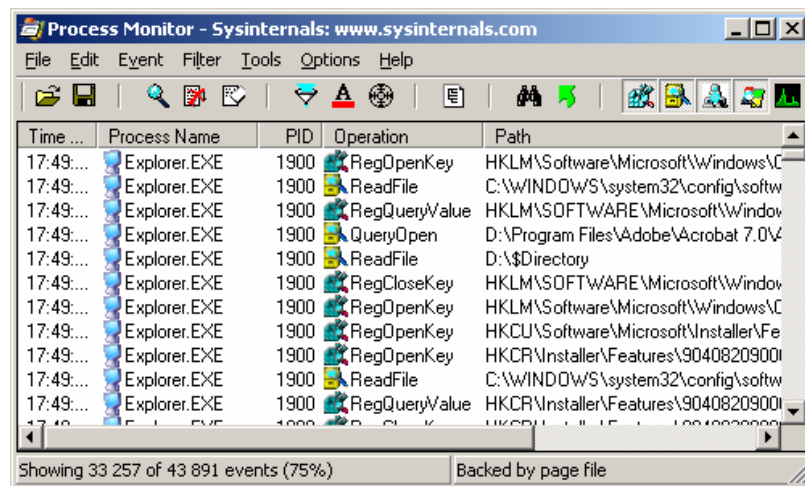 Process Monitor - Sysinternals: www.sysinternals.com
File Edit Event Filter Tools Options Help
Time ... Process Name PID Operation Path
17:49:... Explorer.EXE 1900 RegOpenKey HKLM\Software\Microsoft\Windows\C
17:49:... Explorer.EXE 1900 ReadFile C:\WINDOWS\system32\config\softw
17:49:... Explorer.EXE 1900 RegQueryValue HKLM\SOFTWARE\Microsoft\Window
17:49:... Explorer.EXE 1900 QueryOpen D:\Program Files\Adobe\Acrobat 7.0\A
17:49:... Explorer.EXE 1900 ReadFile D:\$Directory
17:49:... Explorer.EXE 1900 RegCloseKey HKLM\SOFTWARE\Microsoft\Window
17:49:... Explorer.EXE 1900 RegOpenKey HKLM\Software\Microsoft\Windows\C
17:49:... Explorer.EXE 1900 RegOpenKey HKCU\Software\Microsoft\Installer\Fe
17:49:... Explorer.EXE 1900 RegOpenKey HKCR\Installer\Features\9040820900
17:49:... Explorer.EXE 1900 ReadFile C:\WINDOWS\system32\config\softw
17:49:... Explorer.EXE 1900 RegQueryValue HKCR\Installer\Features\9040820900
Showing 33 257 of 43 891 events (75%) Backed by page file